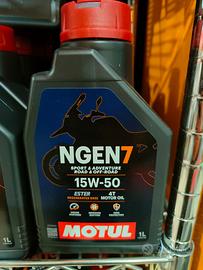 NGEN7
SPORT & ADVENTURE
ROAD & OFF-ROAD
15W-50
ESTER 4T
MOTOR OIL
1L
MOTUL
1L